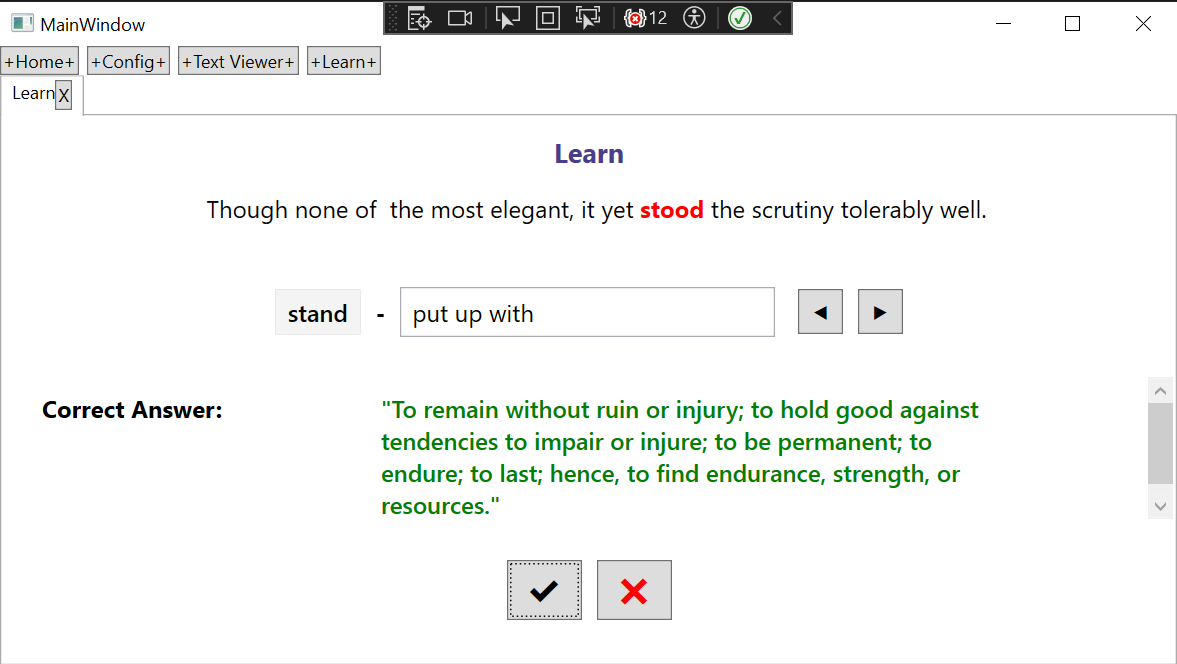 MainWindow
12
+Home+ +Config+ +Text Viewer+ +Learn+
Learn X
Learn
Though none of  the most elegant, it yet stood the scrutiny tolerably well.
stand - put up with
Correct Answer:
"To remain without ruin or injury; to hold good against
tendencies to impair or injure; to be permanent; to
endure; to last; hence, to find endurance, strength, or
resources."